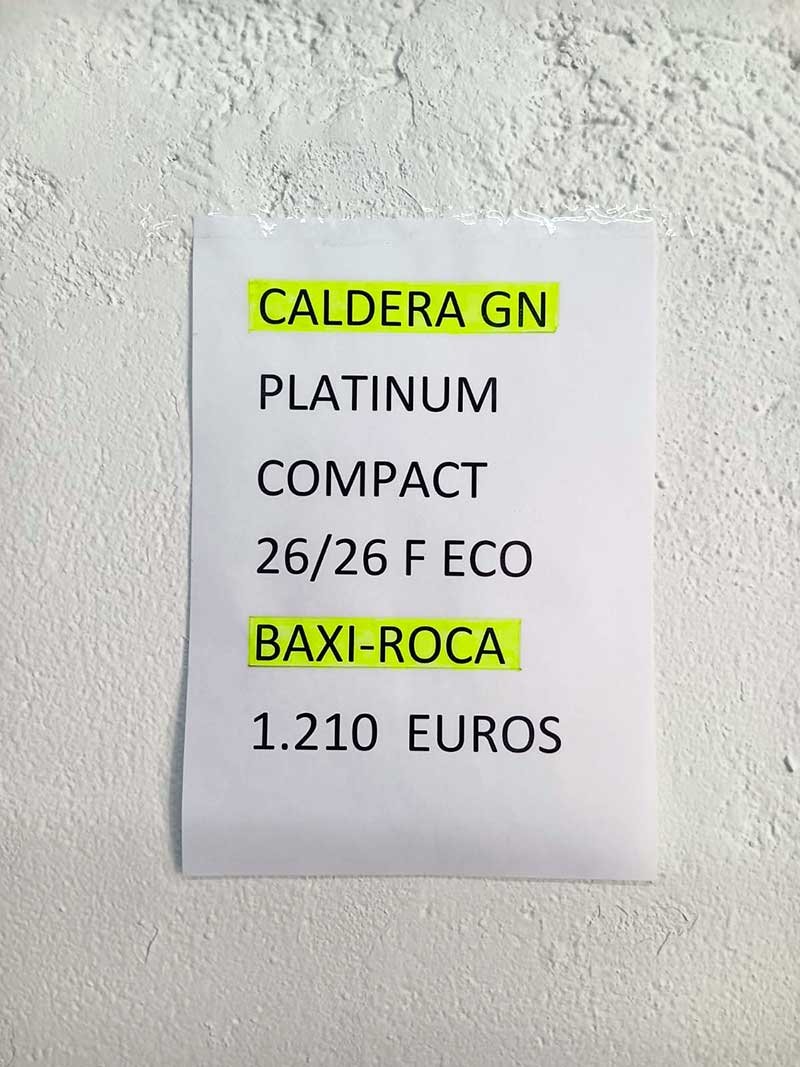 CALDERA GN
PLATINUM
COMPACT
26/26 F ECO
BAXI-ROCA
1.210 EUROS